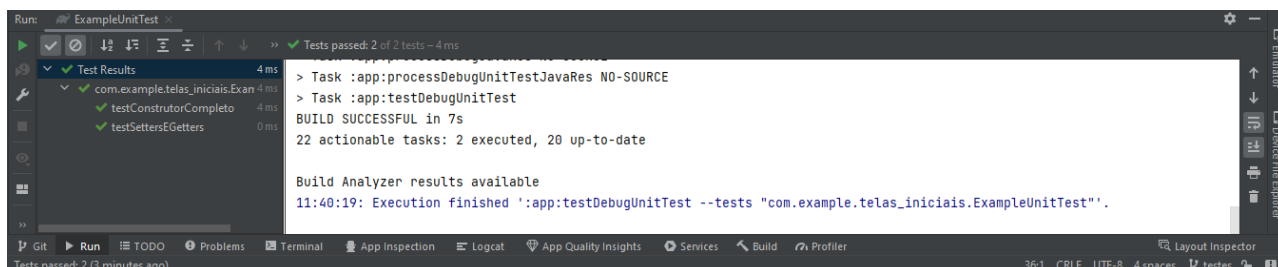 Run: ExampleUnitTest
Tests passed: 2 of 2 tests – 4 ms
Test Results 4 ms
com.example.telas_iniciais.Exam 4 ms
testConstrutorCompleto 4 ms
testSettersEGetters 0 ms
> Task :app:processDebugUnitTestJavaRes NO-SOURCE
> Task :app:testDebugUnitTest
BUILD SUCCESSFUL in 7s
22 actionable tasks: 2 executed, 20 up-to-date
Build Analyzer results available
11:40:19: Execution finished ':app:testDebugUnitTest --tests "com.example.telas_iniciais.ExampleUnitTest"'.
Emulator
Device File Explorer
Git Run TODO Problems Terminal App Inspection Logcat App Quality Insights Services Build Profiler Layout Inspector
Tests passed: 2 (3 minutes ago) 36:1 CRLF UTF-8 4 spaces testes